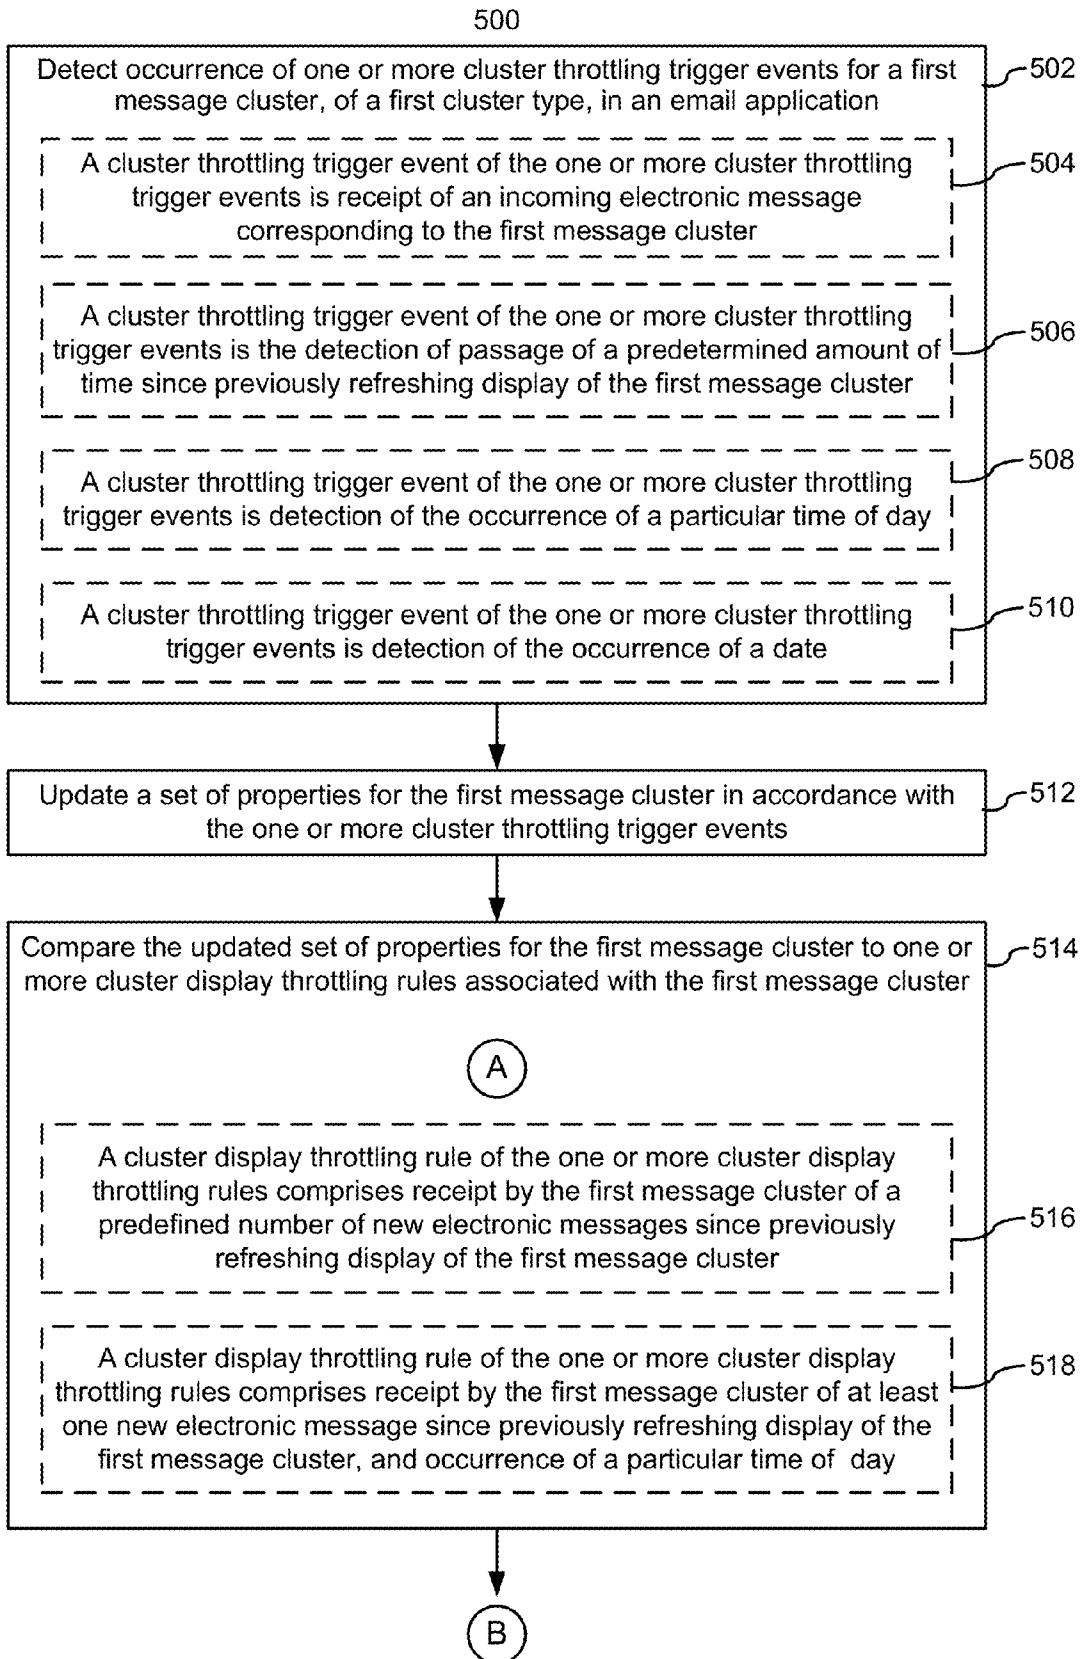 500
Detect occurrence of one or more cluster throttling trigger events for a first
message cluster, of a first cluster type, in an email application
502
A cluster throttling trigger event of the one or more cluster throttling
trigger events is receipt of an incoming electronic message
corresponding to the first message cluster
504
A cluster throttling trigger event of the one or more cluster throttling
trigger events is the detection of passage of a predetermined amount of
time since previously refreshing display of the first message cluster
506
A cluster throttling trigger event of the one or more cluster throttling
trigger events is detection of the occurrence of a particular time of day
508
A cluster throttling trigger event of the one or more cluster throttling
trigger events is detection of the occurrence of a date
510
Update a set of properties for the first message cluster in accordance with
the one or more cluster throttling trigger events
512
Compare the updated set of properties for the first message cluster to one or
more cluster display throttling rules associated with the first message cluster
514
A
A cluster display throttling rule of the one or more cluster display
throttling rules comprises receipt by the first message cluster of a
predefined number of new electronic messages since previously
refreshing display of the first message cluster
516
A cluster display throttling rule of the one or more cluster display
throttling rules comprises receipt by the first message cluster of at least
one new electronic message since previously refreshing display of the
first message cluster, and occurrence of a particular time of day
518
B